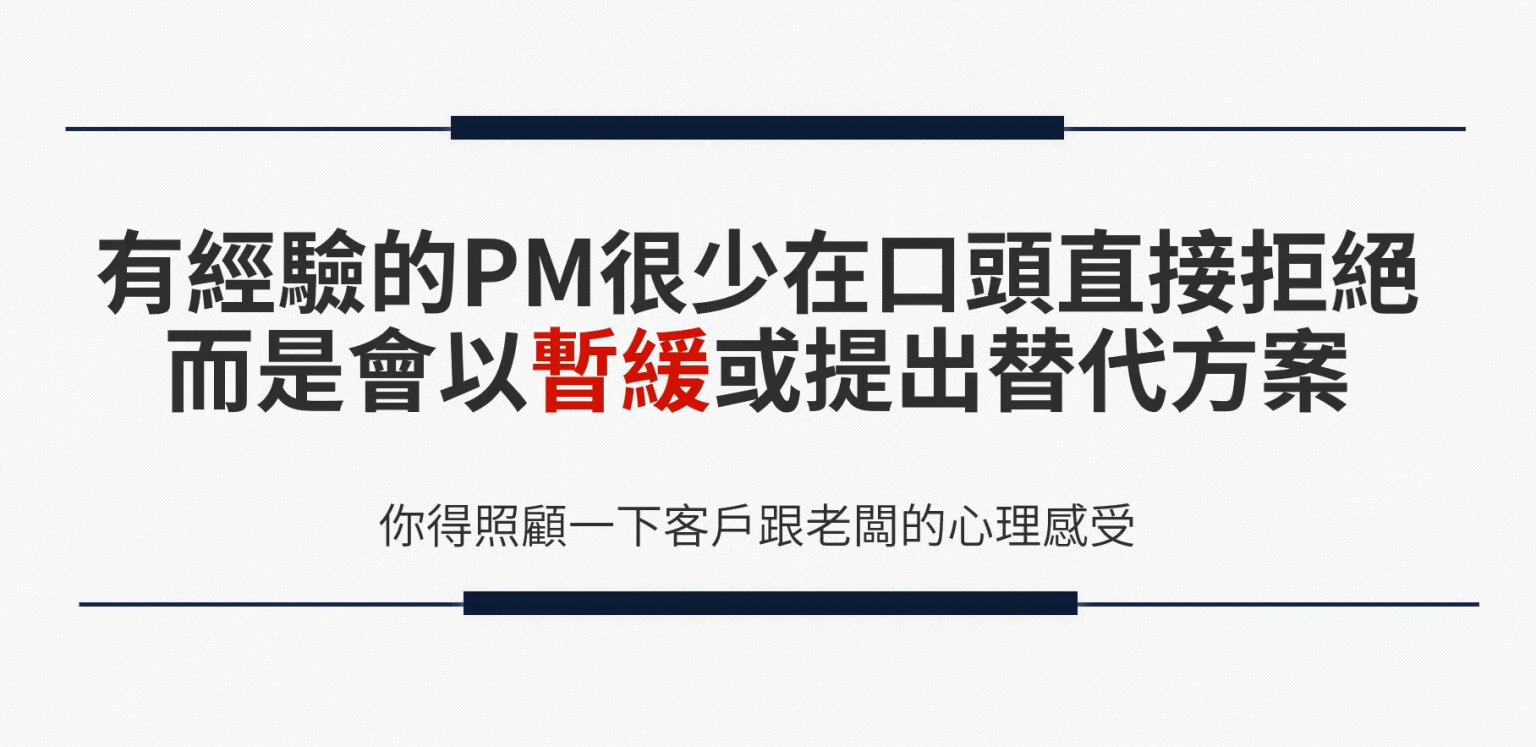 有經驗的PM很少在口頭直接拒絕
而是會以暫緩或提出替代方案
你得照顧一下客戶跟老闆的心理感受